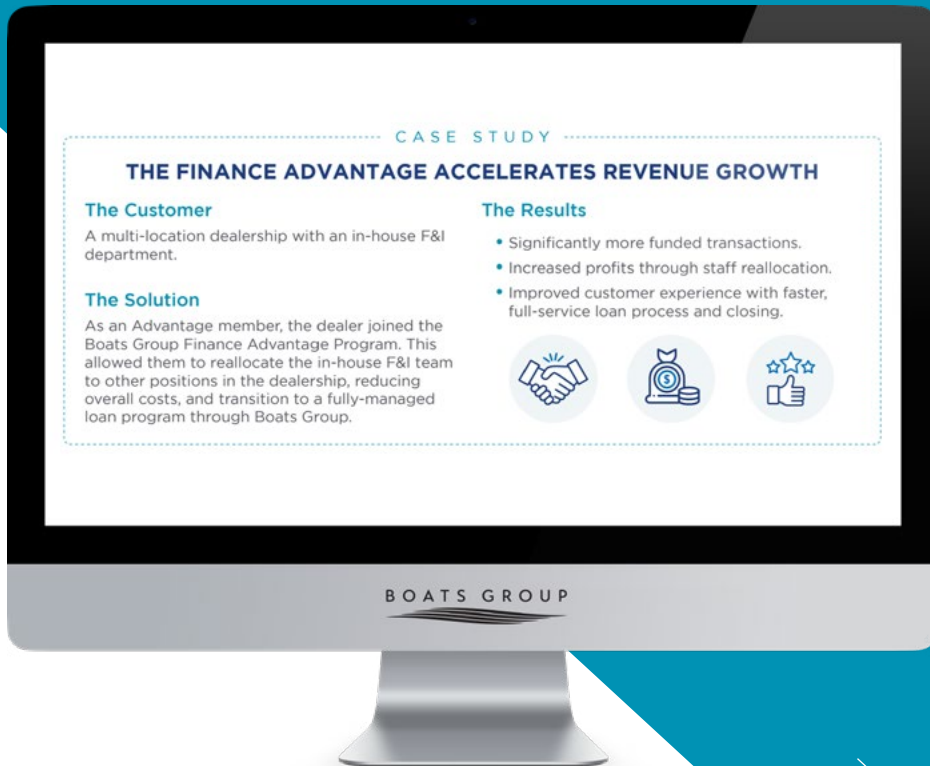 CASE STUDY
THE FINANCE ADVANTAGE ACCELERATES REVENUE GROWTH
The Customer
A multi-location dealership with an in-house F&I
department.
The Solution
As an Advantage member, the dealer joined the
Boats Group Finance Advantage Program. This
allowed them to reallocate the in-house F&I team
to other positions in the dealership, reducing
overall costs, and transition to a fully-managed
loan program through Boats Group.
The Results
• Significantly more funded transactions.
• Increased profits through staff reallocation.
• Improved customer experience with faster,
full-service loan process and closing.
$
BOATS GROUP